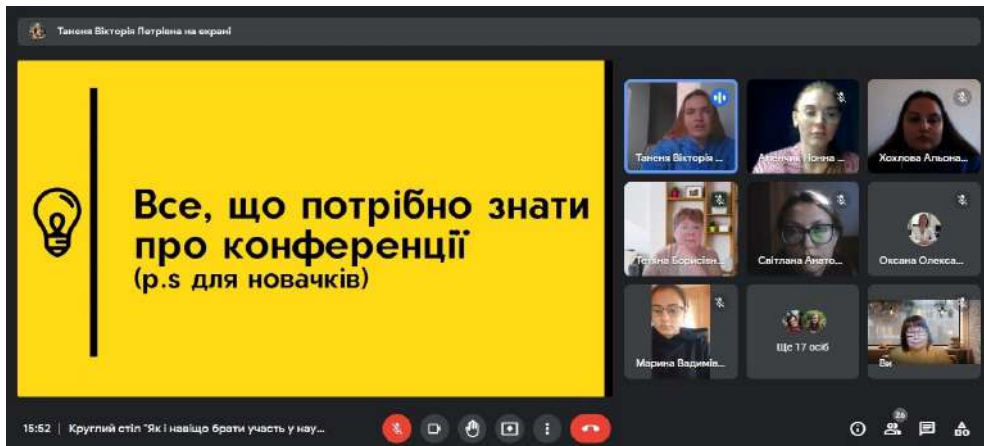 Таненя Вікторія Петрівна на екрані
Все, що потрібно знати
про конференції
(p.s для новачків)
Таненя Вікторія ...
Нонна ...
Хохлова Альона...
Тетяна Борисівн...
Світлана Анато...
Оксана Олекса...
Марина Вадимів...
Ще 17 осіб
Ви
15:52 | Круглий стіл "Як і навіщо брати участь у нау...
26